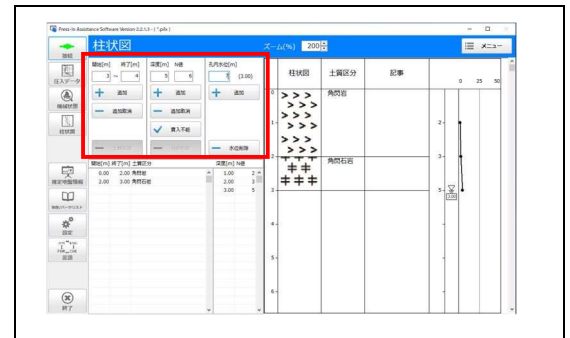 Press-in Assistance Software Version 2.2.1.3 - ( *.pilx )
柱状図
ズーム(%) 200
メニュー
接続
圧入データ
機械状態
柱状図
推定地盤情報
設定
言語
終了
開始[m] 終了[m] 深度[m] N値 孔内水位[m]
3 ~ 4 5 6 (3.00)
追加 追加 追加
追加取消 追加取消
貫入不能
水位削除
開始[m] 終了[m] 土質区分 深度[m] N値
0.00 2.00 角閃岩 1.00 2
2.00 3.00 角閃石岩 2.00 3
3.00 5
柱状図 土質区分 記事
0 25 50
0 角閃岩
1 2
2 角閃石岩 3
3 5
3.00
4
5
6